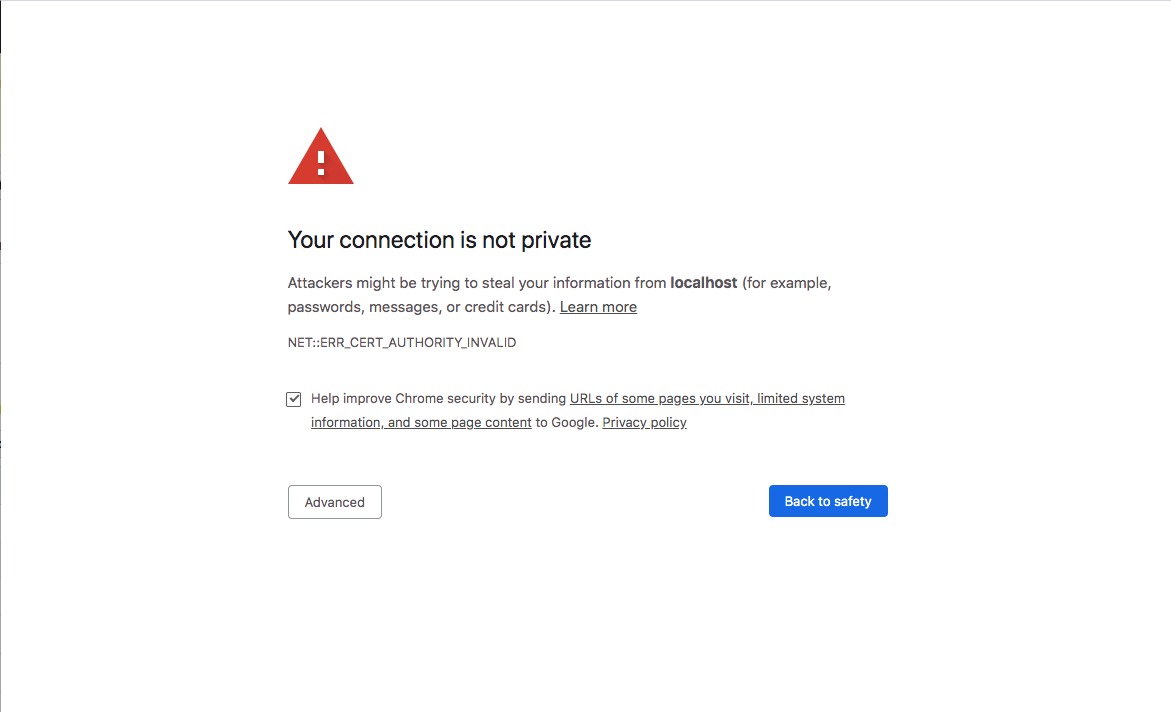 Your connection is not private
Attackers might be trying to steal your information from localhost (for example,
passwords, messages, or credit cards). Learn more
NET::ERR_CERT_AUTHORITY_INVALID
Help improve Chrome security by sending URLs of some pages you visit, limited system
information, and some page content to Google. Privacy policy
Advanced
Back to safety